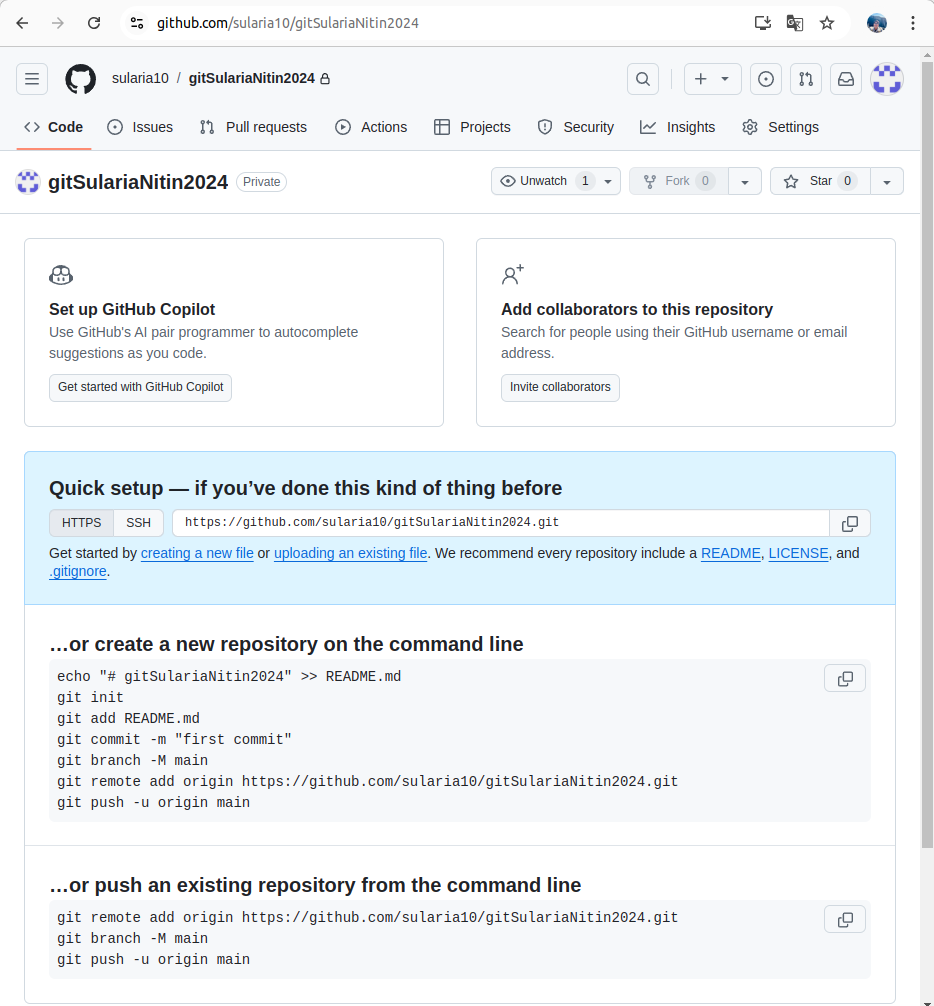 github.com/sularia10/gitSulariaNitin2024
sularia10 / gitSulariaNitin2024
Code Issues Pull requests Actions Projects Security Insights Settings
gitSulariaNitin2024 Private Unwatch 1 Fork 0 Star 0
Set up GitHub Copilot
Use GitHub's AI pair programmer to autocomplete
suggestions as you code.
Get started with GitHub Copilot
Add collaborators to this repository
Search for people using their GitHub username or email
address.
Invite collaborators
Quick setup — if you’ve done this kind of thing before
HTTPS SSH https://github.com/sularia10/gitSulariaNitin2024.git
Get started by creating a new file or uploading an existing file. We recommend every repository include a README, LICENSE, and
.gitignore.
…or create a new repository on the command line
echo "# gitSulariaNitin2024" >> README.md
git init
git add README.md
git commit -m "first commit"
git branch -M main
git remote add origin https://github.com/sularia10/gitSulariaNitin2024.git
git push -u origin main
…or push an existing repository from the command line
git remote add origin https://github.com/sularia10/gitSulariaNitin2024.git
git branch -M main
git push -u origin main